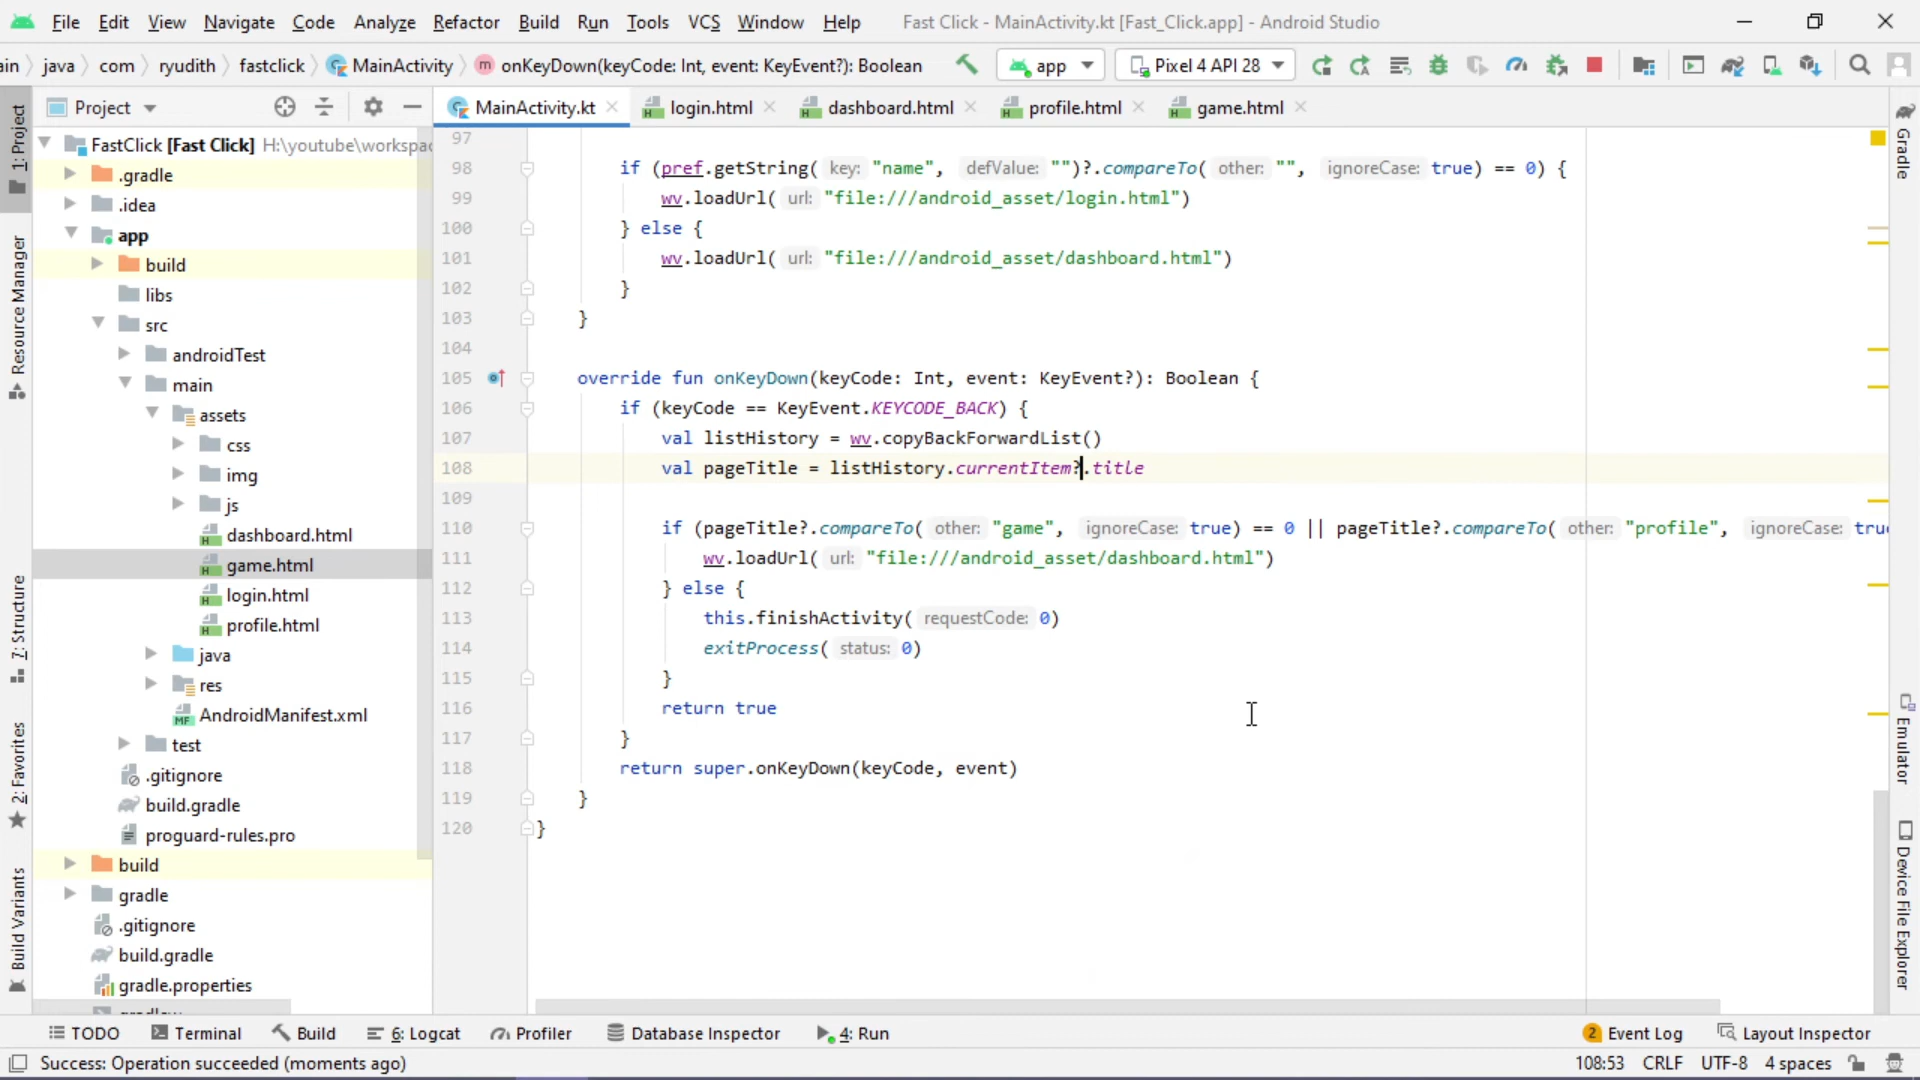 File Edit View Navigate Code Analyze Refactor Build Run Tools VCS Window Help Fast Click - MainActivity.kt [Fast_Click.app] - Android Studio
ain java com ryudith fastclick MainActivity m onKeyDown(keyCode: Int, event: KeyEvent?): Boolean app Pixel 4 API 28
Project MainActivity.kt login.html dashboard.html profile.html game.html
1: Project
Resource Manager
7: Structure
2: Favorites
Build Variants
FastClick [Fast Click] H:\youtube\workspac
.gradle
.idea
app
build
libs
src
androidTest
main
assets
css
img
js
dashboard.html
game.html
login.html
profile.html
java
res
MF AndroidManifest.xml
test
.gitignore
build.gradle
proguard-rules.pro
build
gradle
.gitignore
build.gradle
gradle.properties
97
98 if (pref.getString( key: "name", defValue: "")?.compareTo( other: "", ignoreCase: true) == 0) {
99 wv.loadUrl( url: "file:///android_asset/login.html")
100 } else {
101 wv.loadUrl( url: "file:///android_asset/dashboard.html")
102 }
103 }
104
105 override fun onKeyDown(keyCode: Int, event: KeyEvent?): Boolean {
106 if (keyCode == KeyEvent.KEYCODE_BACK) {
107 val listHistory = wv.copyBackForwardList()
108 val pageTitle = listHistory.currentItem?.title
109
110 if (pageTitle?.compareTo( other: "game", ignoreCase: true) == 0 || pageTitle?.compareTo( other: "profile", ignoreCase: tru
111 wv.loadUrl( url: "file:///android_asset/dashboard.html")
112 } else {
113 this.finishActivity( requestCode: 0)
114 exitProcess( status: 0)
115 }
116 return true
117 }
118 return super.onKeyDown(keyCode, event)
119 }
120 }
Gradle
Emulator
Device File Explorer
TODO Terminal Build 6: Logcat Profiler Database Inspector 4: Run 2 Event Log Layout Inspector
Success: Operation succeeded (moments ago) 108:53 CRLF UTF-8 4 spaces